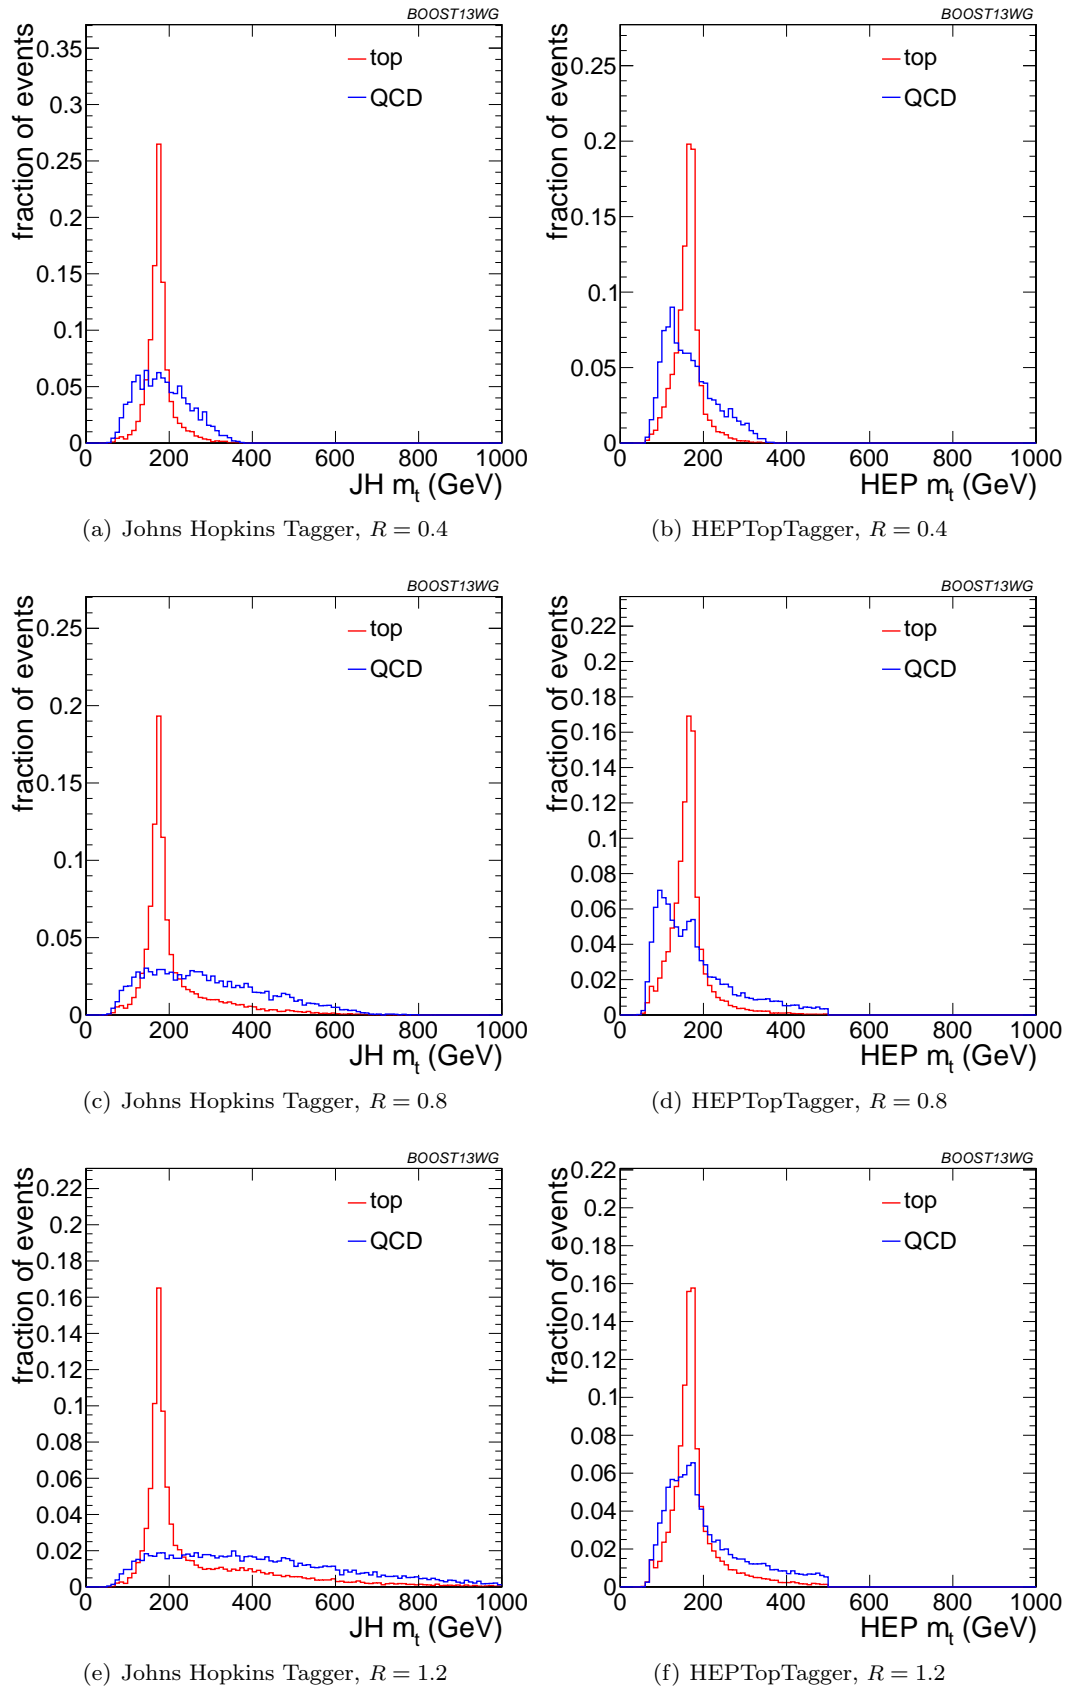 BOOST13WG
fraction of events
0.35
0.3
0.25
0.2
0.15
0.1
0.05
0
top
QCD
0 200 400 600 800 1000
JH m_t (GeV)
(a) Johns Hopkins Tagger, R = 0.4
BOOST13WG
fraction of events
0.25
0.2
0.15
0.1
0.05
0
top
QCD
0 200 400 600 800 1000
HEP m_t (GeV)
(b) HEPTopTagger, R = 0.4
BOOST13WG
fraction of events
0.25
0.2
0.15
0.1
0.05
0
top
QCD
0 200 400 600 800 1000
JH m_t (GeV)
(c) Johns Hopkins Tagger, R = 0.8
BOOST13WG
fraction of events
0.22
0.2
0.18
0.16
0.14
0.12
0.1
0.08
0.06
0.04
0.02
0
top
QCD
0 200 400 600 800 1000
HEP m_t (GeV)
(d) HEPTopTagger, R = 0.8
BOOST13WG
fraction of events
0.22
0.2
0.18
0.16
0.14
0.12
0.1
0.08
0.06
0.04
0.02
0
top
QCD
0 200 400 600 800 1000
JH m_t (GeV)
(e) Johns Hopkins Tagger, R = 1.2
BOOST13WG
fraction of events
0.22
0.2
0.18
0.16
0.14
0.12
0.1
0.08
0.06
0.04
0.02
0
top
QCD
0 200 400 600 800 1000
HEP m_t (GeV)
(f) HEPTopTagger, R = 1.2